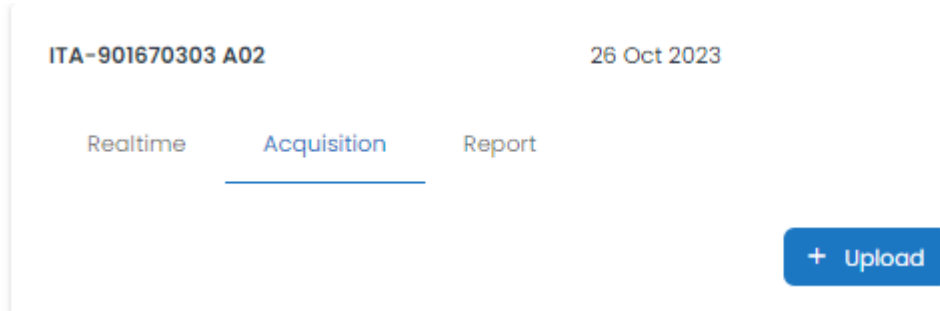 ITA-901670303 A02 26 Oct 2023
Realtime Acquisition Report
+ Upload